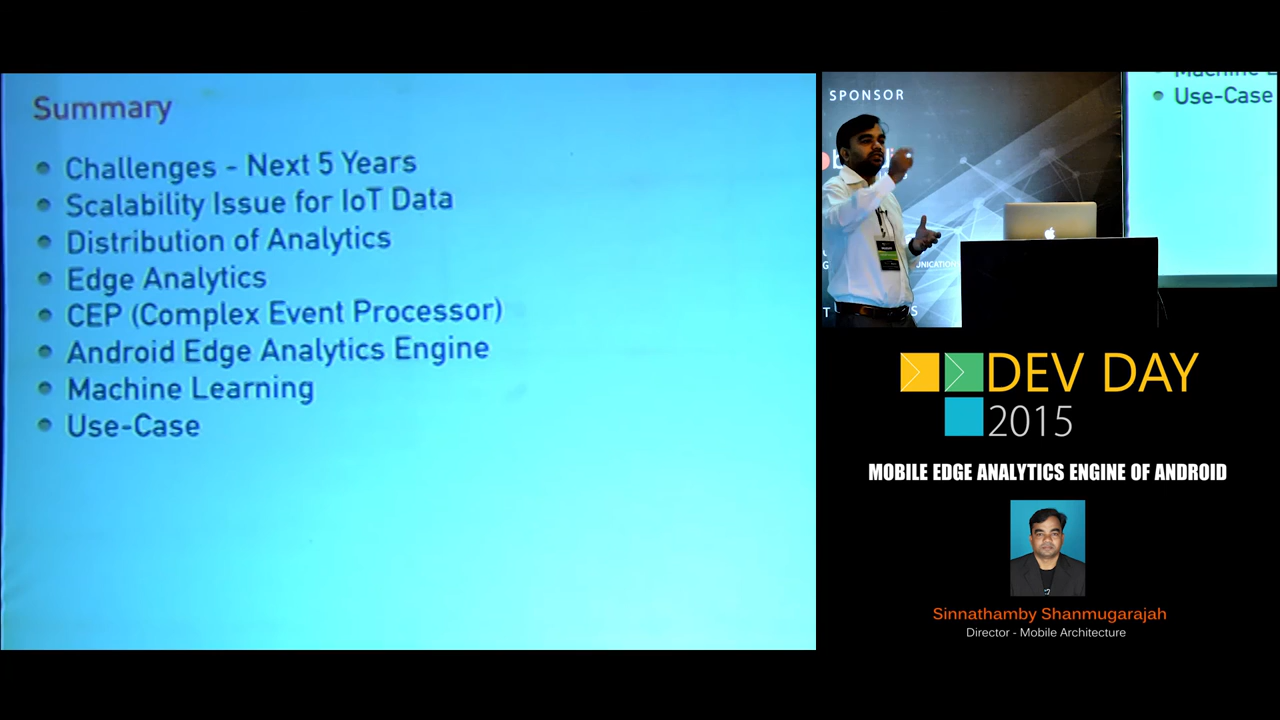 Summary
Challenges - Next 5 Years
Scalability Issue for IoT Data
Distribution of Analytics
Edge Analytics
CEP (Complex Event Processor)
Android Edge Analytics Engine
Machine Learning
Use-Case
SPONSOR
Use-Case
DEV DAY
2015
MOBILE EDGE ANALYTICS ENGINE OF ANDROID
Sinnathamby Shanmugarajah
Director - Mobile Architecture